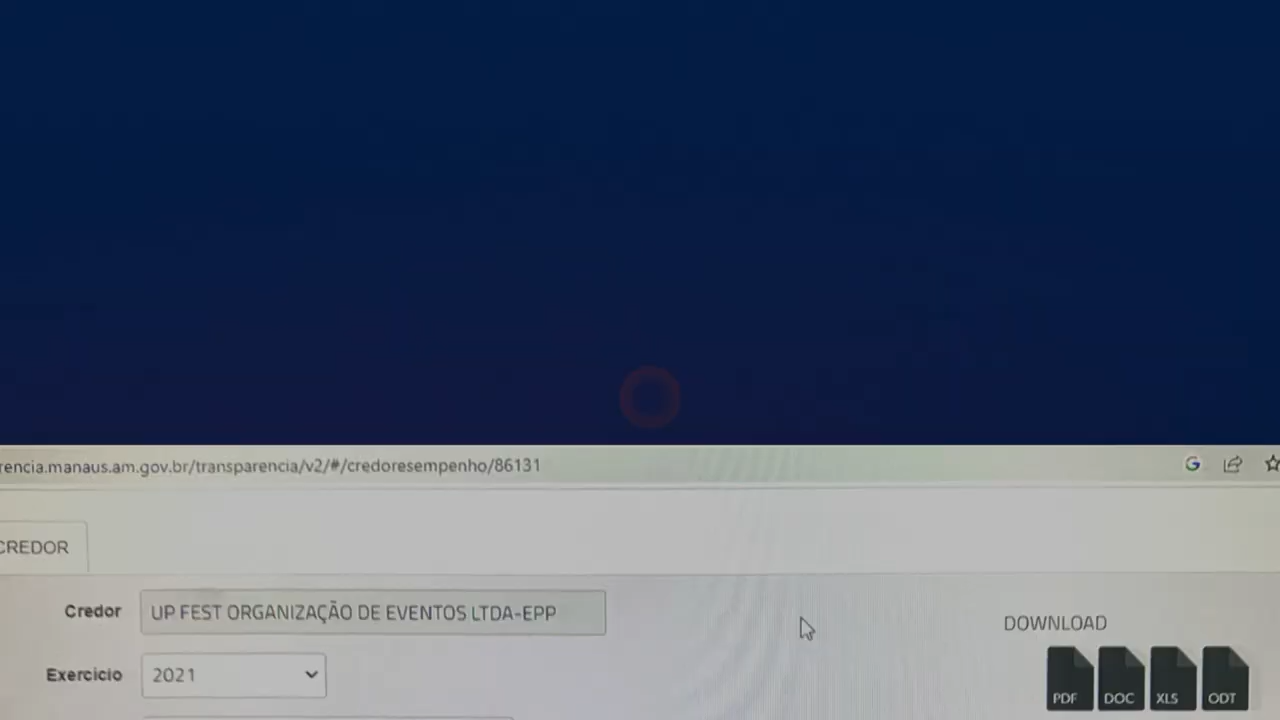 rencia.manaus.am.gov.br/transparencia/v2/#/credoresempenho/86131
CREDOR
Credor UP FEST ORGANIZAÇÃO DE EVENTOS LTDA-EPP
DOWNLOAD
Exercicio 2021
PDF DOC XLS ODT